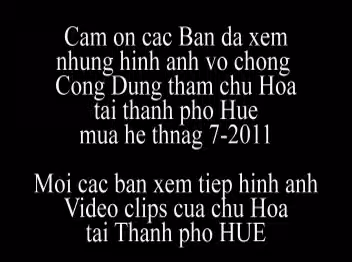 Cam on cac Ban da xem
nhung hinh anh vo chong
Cong Dung tham chu Hoa
tai thanh pho Hue
mua he thnag 7-2011
Moi cac ban xem tiep hinh anh
Video clips cua chu Hoa
tai Thanh pho HUE